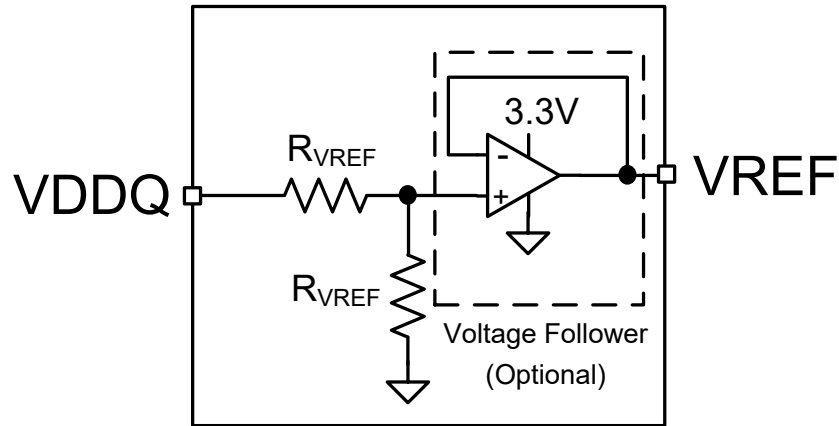 3.3V
RVREF
-
VDDQ
VREF
+
RVREF
Voltage Follower
(Optional)